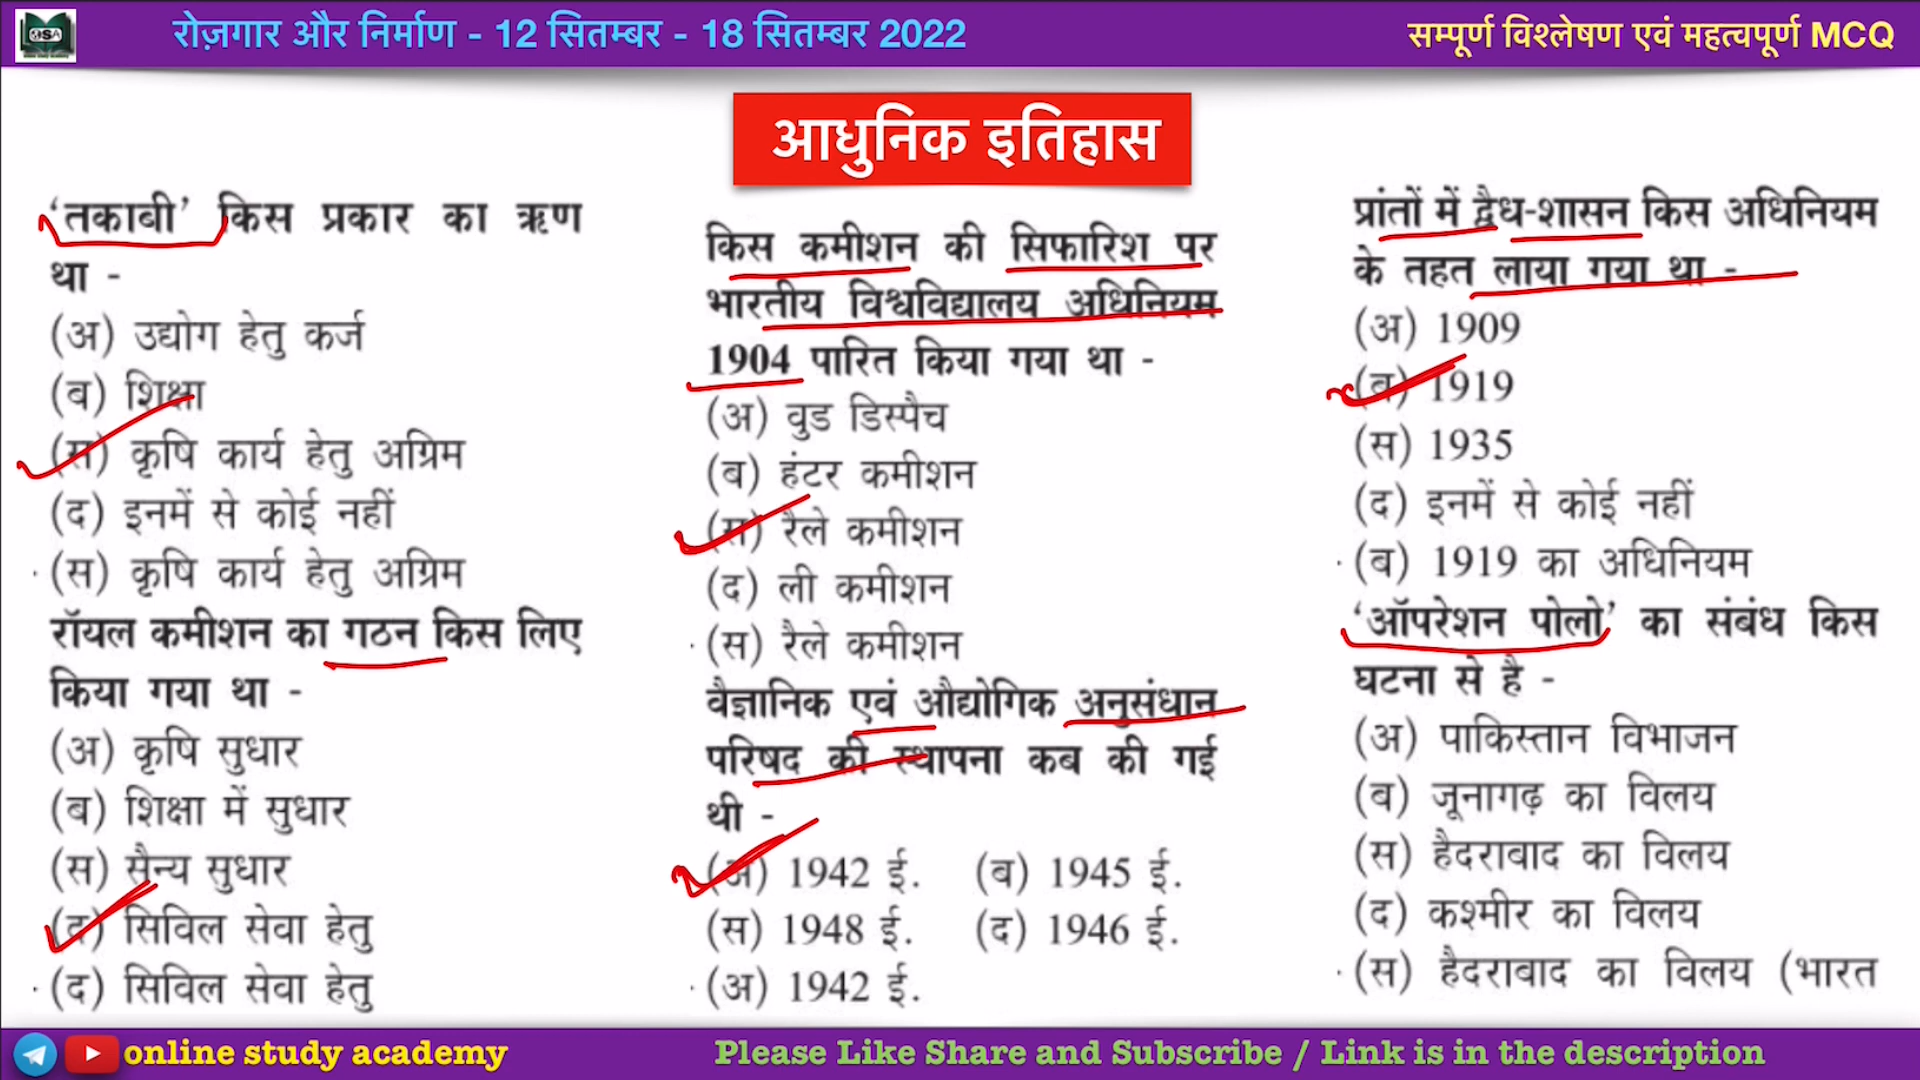 रोज़गार और निर्माण - 12 सितम्बर - 18 सितम्बर 2022
सम्पूर्ण विश्लेषण एवं महत्वपूर्ण MCQ
आधुनिक इतिहास
‘तकाबी’ किस प्रकार का ऋण
था -
(अ) उद्योग हेतु कर्ज
(ब) शिक्षा
(स) कृषि कार्य हेतु अग्रिम
(द) इनमें से कोई नहीं
(स) कृषि कार्य हेतु अग्रिम
रॉयल कमीशन का गठन किस लिए
किया गया था -
(अ) कृषि सुधार
(ब) शिक्षा में सुधार
(स) सैन्य सुधार
(द) सिविल सेवा हेतु
(द) सिविल सेवा हेतु
किस कमीशन की सिफारिश पर
भारतीय विश्वविद्यालय अधिनियम
1904 पारित किया गया था -
(अ) वुड डिस्पैच
(ब) हंटर कमीशन
(स) रैले कमीशन
(द) ली कमीशन
(स) रैले कमीशन
वैज्ञानिक एवं औद्योगिक अनुसंधान
परिषद की स्थापना कब की गई
थी -
(अ) 1942 ई. (ब) 1945 ई.
(स) 1948 ई. (द) 1946 ई.
(अ) 1942 ई.
प्रांतों में द्वैध-शासन किस अधिनियम
के तहत लाया गया था -
(अ) 1909
(ब) 1919
(स) 1935
(द) इनमें से कोई नहीं
(ब) 1919 का अधिनियम
‘ऑपरेशन पोलो’ का संबंध किस
घटना से है -
(अ) पाकिस्तान विभाजन
(ब) जूनागढ़ का विलय
(स) हैदराबाद का विलय
(द) कश्मीर का विलय
(स) हैदराबाद का विलय (भारत
online study academy
Please Like Share and Subscribe / Link is in the description